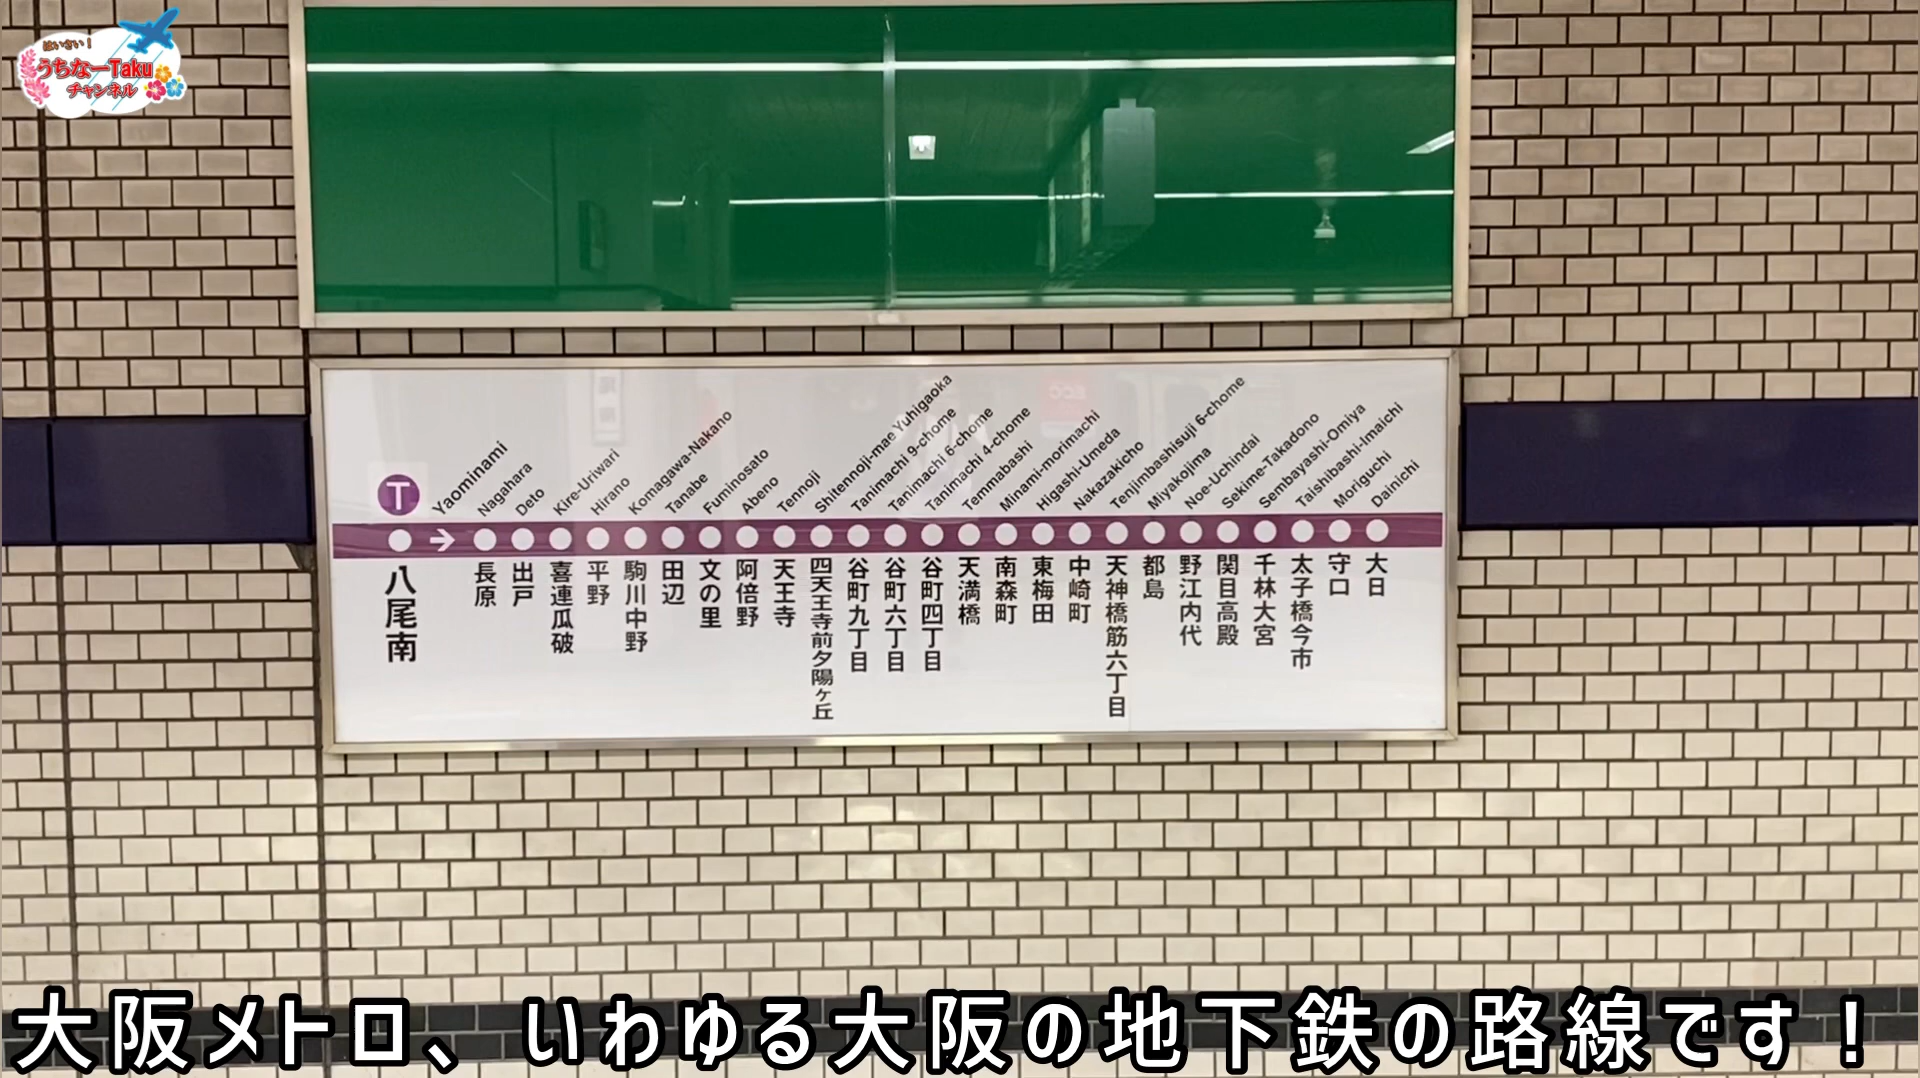 はいさい！
うちなーTaku
チャンネル
T
Yaominami
Nagahara
Deto
Kire-Uriwari
Hirano
Komagawa-Nakano
Tanabe
Fuminosato
Abeno
Tennoji
Shitennoji-mae Yuhigaoka
Tanimachi 9-chome
Tanimachi 6-chome
Tanimachi 4-chome
Temmabashi
Minami-morimachi
Higashi-Umeda
Nakazakicho
Tenjimbashisuji 6-chome
Miyakojima
Noe-Uchindai
Sekime-Takadono
Sembayashi-Omiya
Taishibashi-Imaichi
Moriguchi
Dainichi
八尾南
長原
出戸
喜連瓜破
平野
駒川中野
田辺
文の里
阿倍野
天王寺
四天王寺前夕陽ヶ丘
谷町九丁目
谷町六丁目
谷町四丁目
天満橋
南森町
東梅田
中崎町
天神橋筋六丁目
都島
野江内代
関目高殿
千林大宮
太子橋今市
守口
大日
大阪メトロ、いわゆる大阪の地下鉄の路線です！